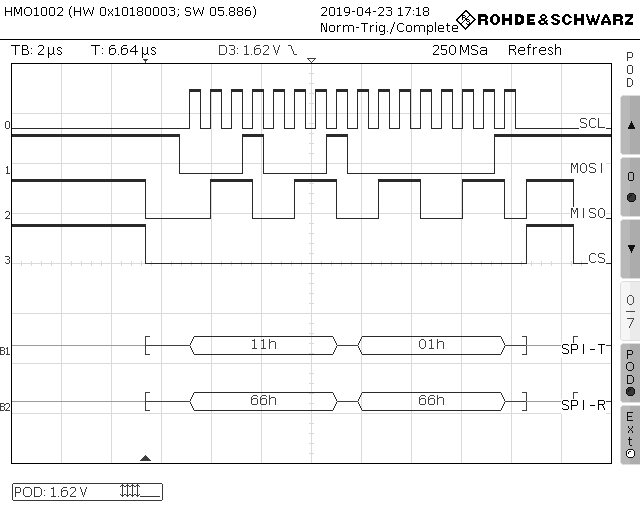 HMO1002 (HW 0x10180003; SW 05.886)
2019-04-23 17:18
Norm-Trig./Complete
ROHDE&SCHWARZ
TB: 2 µs T: 6.64 µs D3: 1.62 V 250 MSa Refresh
POD
0 SCL
1 MOSI
2 MISO
3 CS
B1 11h 01h SPI-T
B2 66h 66h SPI-R
0
0/7
POD
Ext
POD: 1.62 V